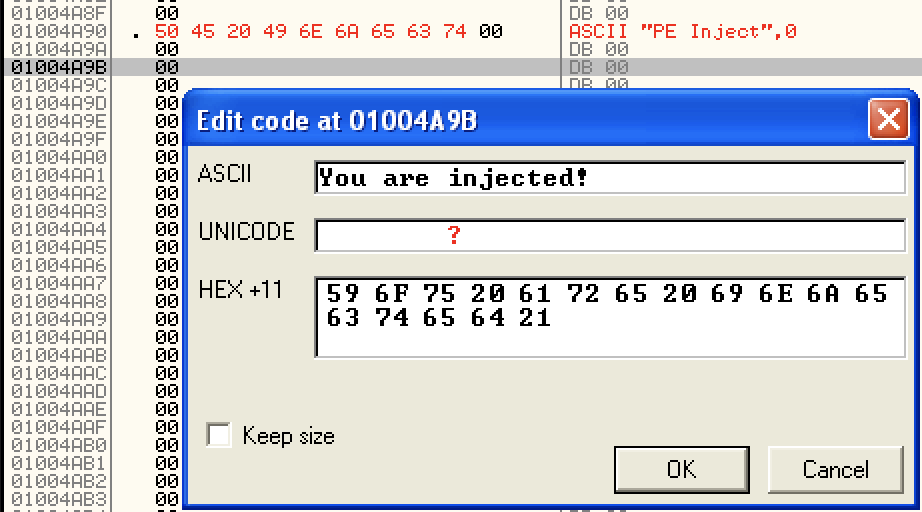 01004A8F 00 DB 00
01004A90 . 50 45 20 49 6E 6A 65 63 74 00 ASCII "PE Inject",0
01004A9A 00 DB 00
01004A9B 00 DB 00
01004A9C 00 DB 00
01004A9D 00
01004A9E 00
01004A9F 00
01004AA0 00
01004AA1 00
01004AA2 00
01004AA3 00
01004AA4 00
01004AA5 00
01004AA6 00
01004AA7 00
01004AA8 00
01004AA9 00
01004AAA 00
01004AAB 00
01004AAC 00
01004AAD 00
01004AAE 00
01004AAF 00
01004AB0 00
01004AB1 00
01004AB2 00
01004AB3 00
Edit code at 01004A9B
ASCII You are injected!
UNICODE ?
HEX +11 59 6F 75 20 61 72 65 20 69 6E 6A 65
63 74 65 64 21
Keep size
OK Cancel